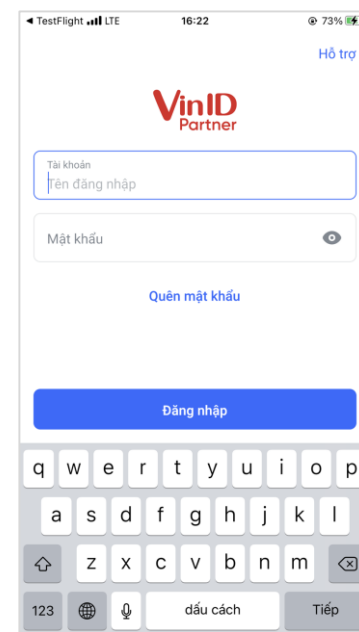 ◀ TestFlight LTE 16:22 73%
Hỗ trợ
VinID
Partner
Tài khoản
Tên đăng nhập
Mật khẩu
Quên mật khẩu
Đăng nhập
q w e r t y u i o p
a s d f g h j k l
z x c v b n m
123 dấu cách Tiếp